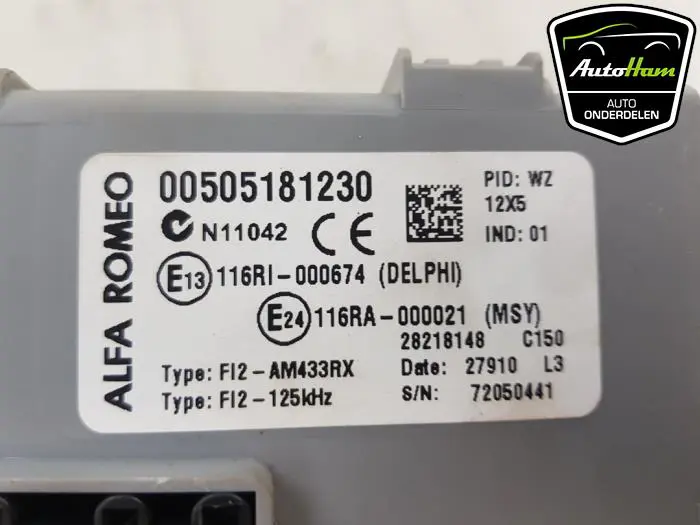 AutoHam
AUTO
ONDERDELEN
ALFA ROMEO
00505181230
PID: WZ
12X5
N11042 CE
IND: 01
E13 116RI-000674 (DELPHI)
E24 116RA-000021 (MSY)
28218148 C150
Type: FI2-AM433RX
Date: 27910 L3
Type: FI2-125kHz
S/N: 72050441